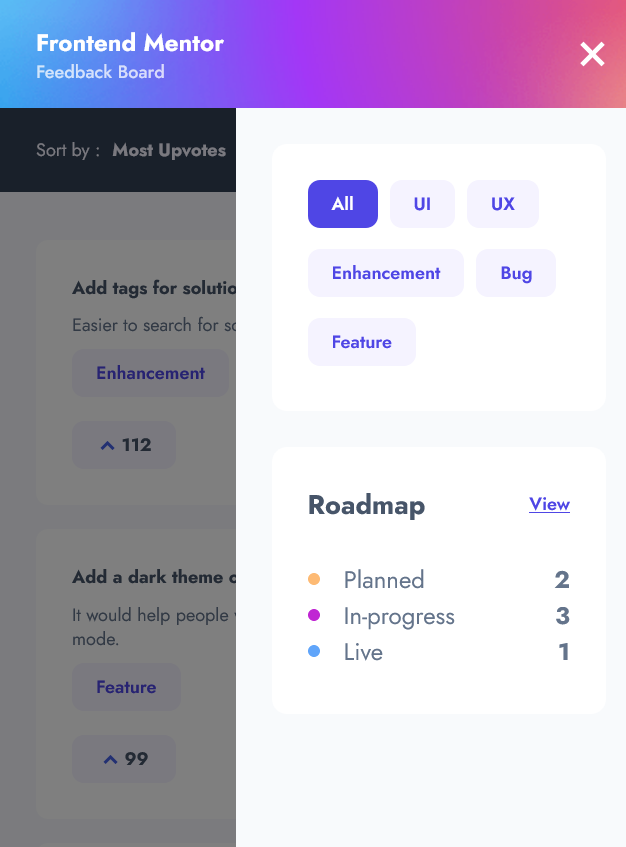 Frontend Mentor
Feedback Board
Sort by : Most Upvotes
Add tags for
Easier to search for
Enhancement
112
Add a dark theme
It would help people
mode.
Feature
99
All UI UX
Enhancement Bug
Feature
Roadmap View
Planned 2
In-progress 3
Live 1